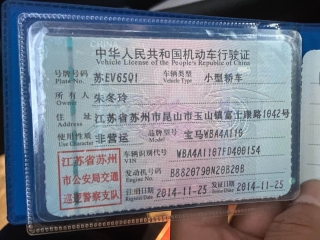 中华人民共和国机动车行驶证
Vehicle License of the People's Republic of China
号牌号码 苏EV65Q1 车辆类型 小型轿车
Plate No. Vehicle Type
所有人 朱冬玲
Owner
住址 江苏省苏州市昆山市玉山镇富士康路1042号
Address
使用性质 非营运 品牌型号 宝马WBA4A110
Use Character Model
江苏省苏州
市公安局交通
巡逻警察支队
车辆识别代号 WBA4A1107FD400154
VIN
发动机号码 B8820790N20B20B
Engine No.
注册日期 2014-11-25 发证日期 2014-11-25
Register Date Issue Date